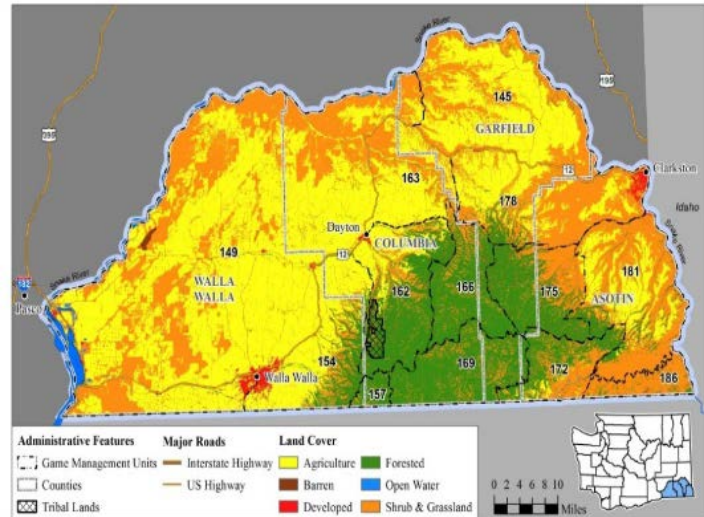 Snake River
195
395
145
GARFIELD
Clarkston
12
163
178
Idaho
Snake River
Dayton
COLUMBIA
149
12
181
Snake River
182
Pasco
WALLA
WALLA
162
166
175
ASOTIN
154
Walla Walla
169
172
186
157
Administrative Features
Major Roads
Land Cover
Game Management Units
Interstate Highway
Agriculture
Forested
Counties
US Highway
Barren
Open Water
Tribal Lands
Developed
Shrub & Grassland
0 2 4 6 8 10
Miles